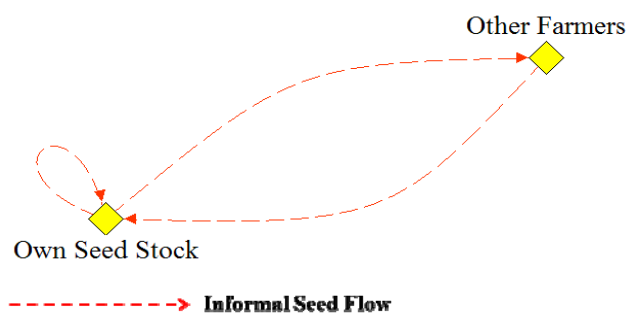 Other Farmers
Own Seed Stock
Informal Seed Flow